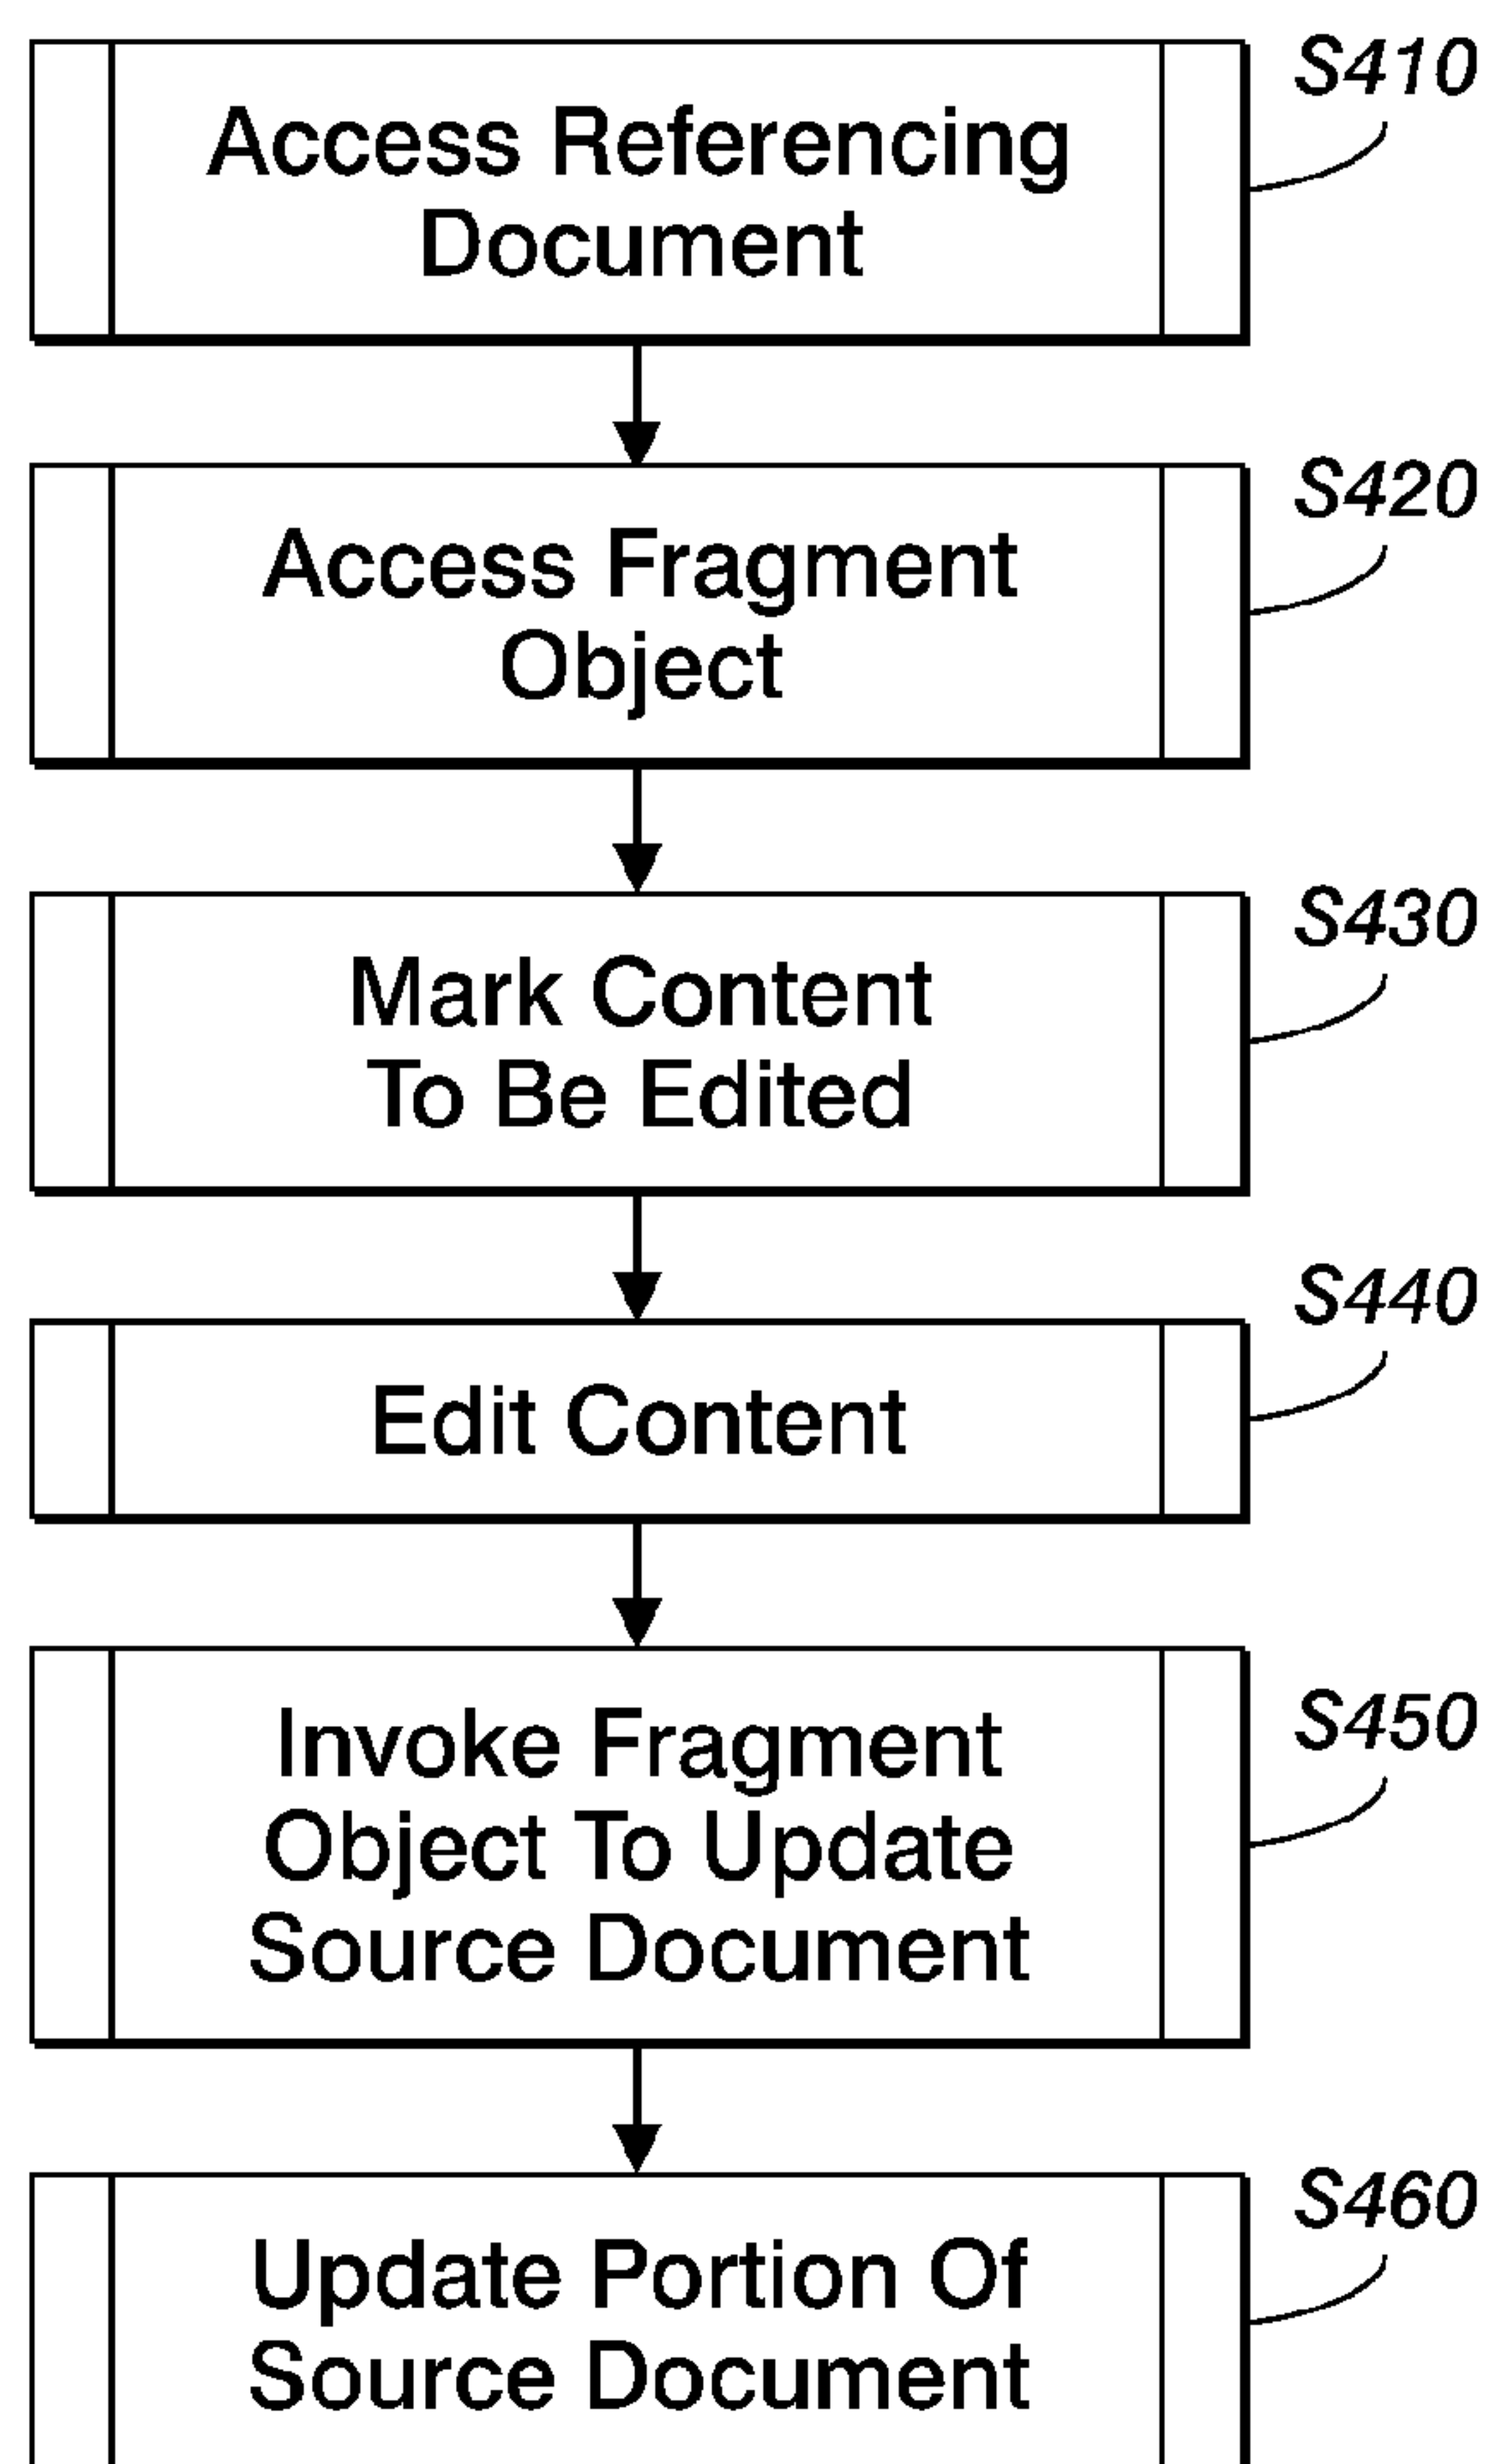 S410
Access Referencing
Document
S420
Access Fragment
Object
S430
Mark Content
To Be Edited
S440
Edit Content
S450
Invoke Fragment
Object To Update
Source Document
S460
Update Portion Of
Source Document